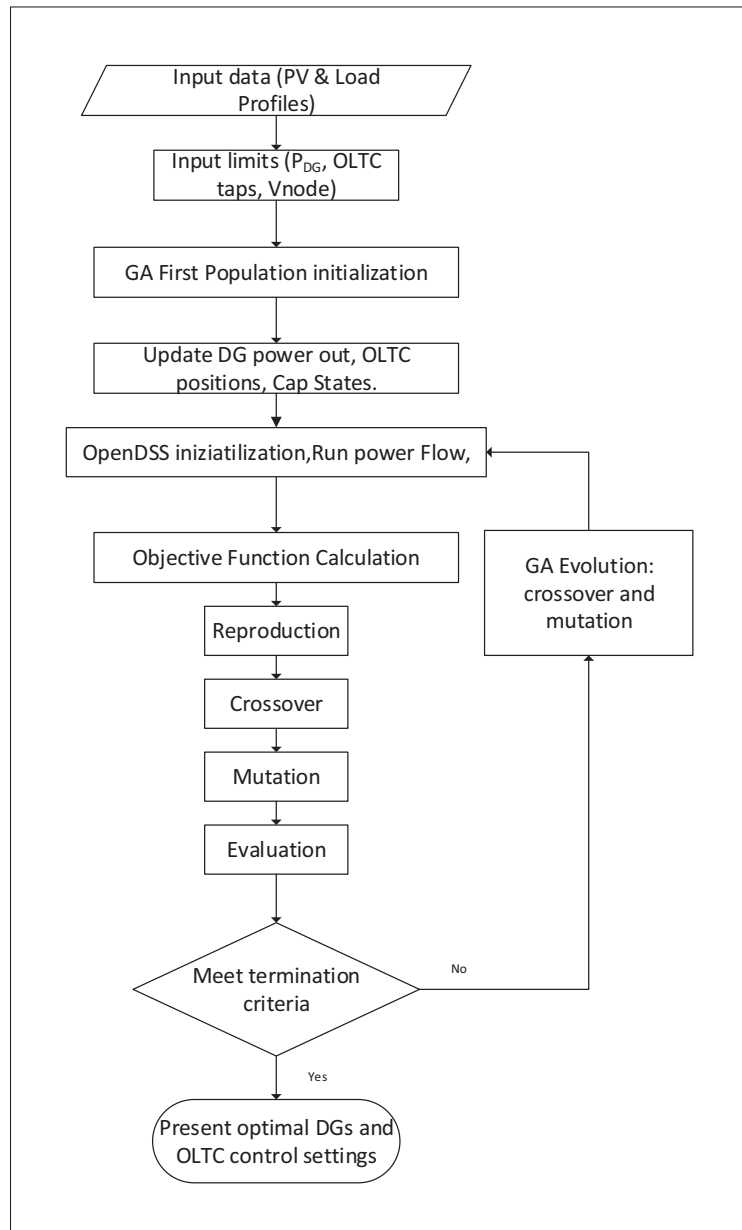 Input data (PV & Load
Profiles)
Input limits (PDG, OLTC
taps, Vnode)
GA First Population initialization
Update DG power out, OLTC
positions, Cap States.
OpenDSS iniziatilization,Run power Flow,
Objective Function Calculation
GA Evolution:
crossover and
mutation
Reproduction
Crossover
Mutation
Evaluation
Meet termination
criteria
No
Yes
Present optimal DGs and
OLTC control settings